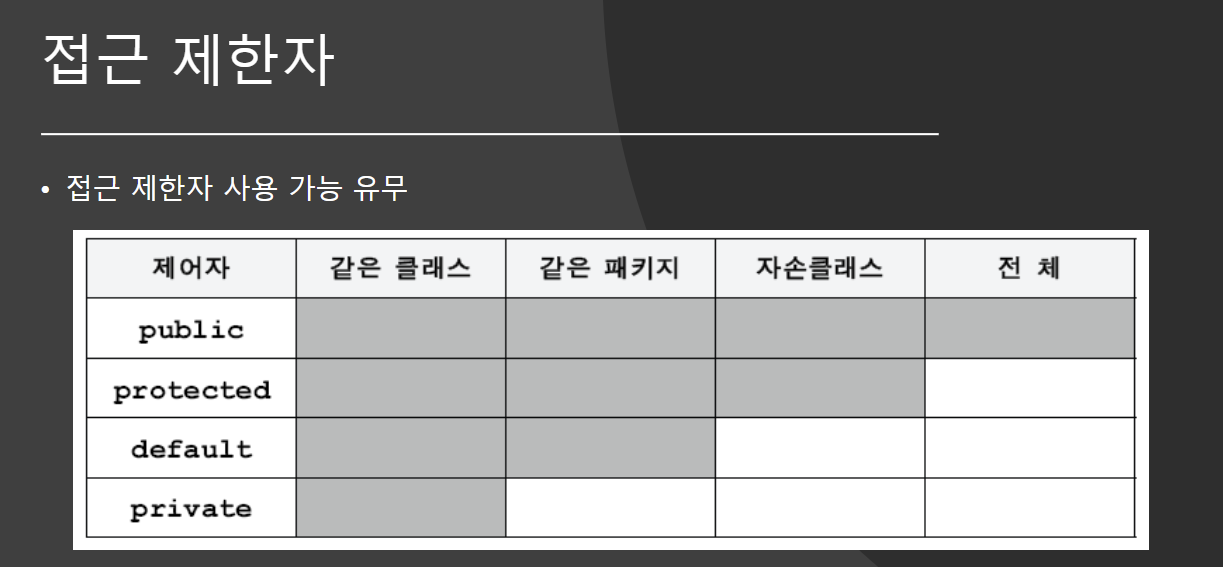 접근 제한자
• 접근 제한자 사용 가능 유무
제어자 같은 클래스 같은 패키지 자손클래스 전 체
public
protected
default
private